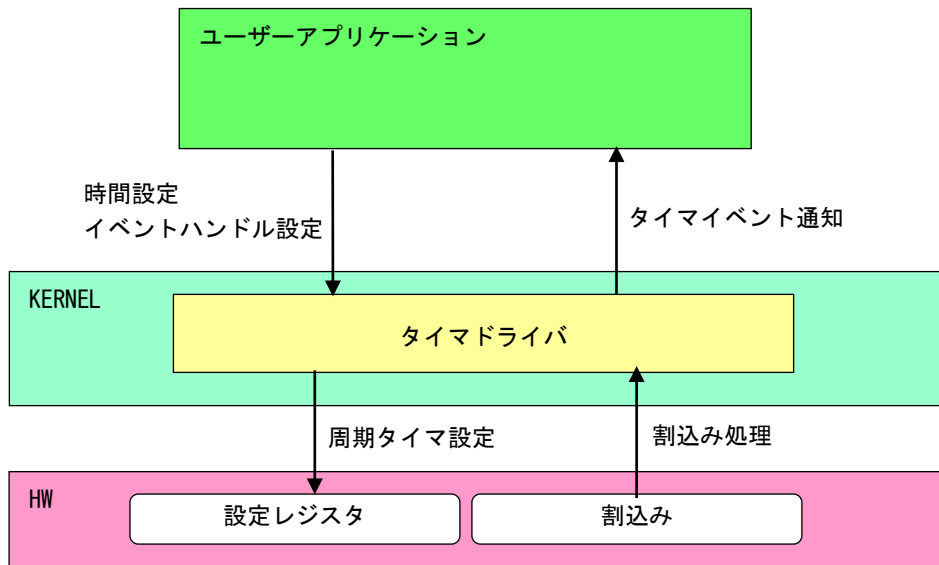 ユーザーアプリケーション
時間設定
イベントハンドル設定
タイマイベント通知
KERNEL
タイマドライバ
周期タイマ設定
割込み処理
HW
設定レジスタ
割込み